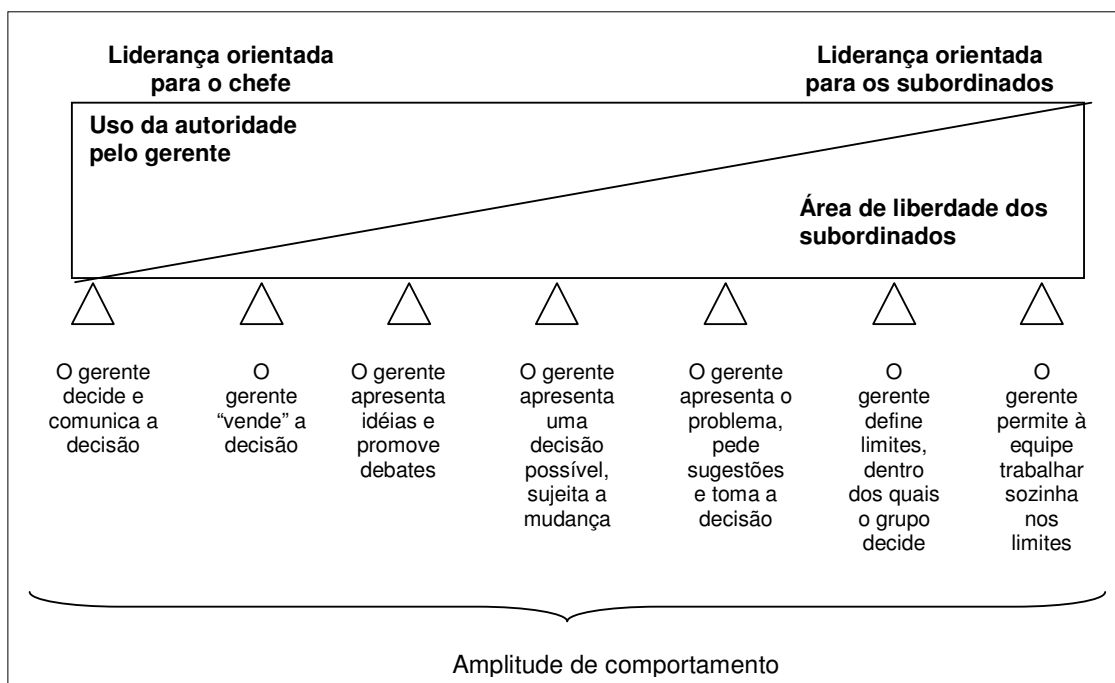 Liderança orientada
para o chefe
Liderança orientada
para os subordinados
Uso da autoridade
pelo gerente
Área de liberdade dos
subordinados
O gerente
decide e
comunica a
decisão
O
gerente
“vende” a
decisão
O gerente
apresenta
idéias e
promove
debates
O gerente
apresenta
uma
decisão
possível,
sujeita a
mudança
O gerente
apresenta o
problema,
pede
sugestões
e toma a
decisão
O
gerente
define
limites,
dentro
dos quais
o grupo
decide
O
gerente
permite à
equipe
trabalhar
sozinha
nos
limites
Amplitude de comportamento